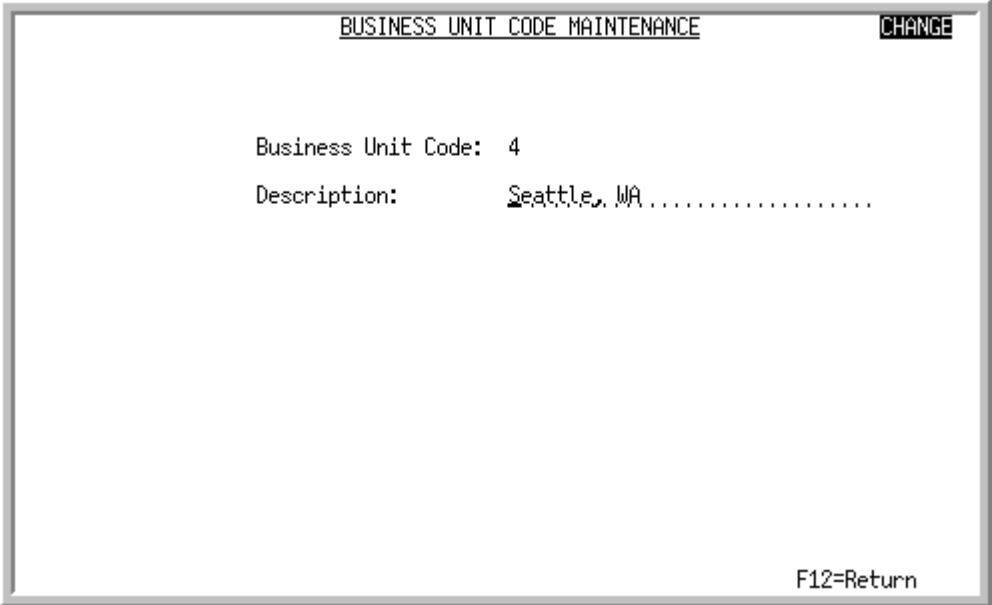 BUSINESS UNIT CODE MAINTENANCE CHANGE
Business Unit Code: 4
Description: Seattle, WA...................
F12=Return